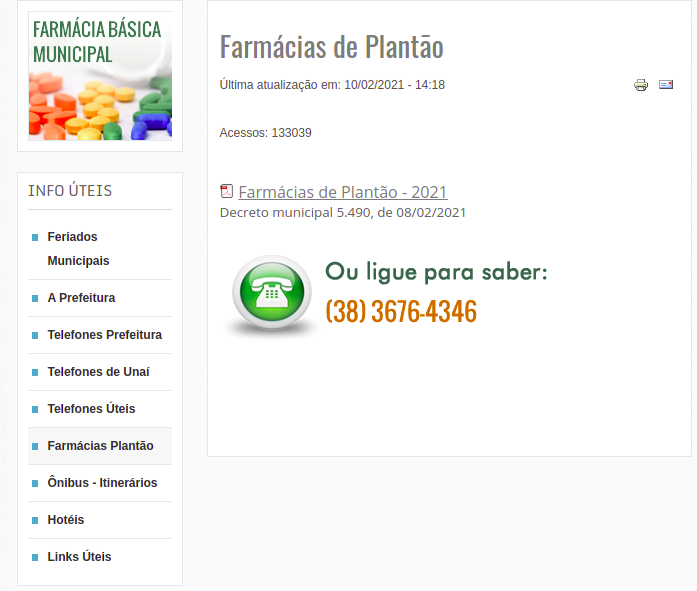 FARMÁCIA BÁSICA
MUNICIPAL
INFO ÚTEIS
Feriados
Municipais
A Prefeitura
Telefones Prefeitura
Telefones de Unaí
Telefones Úteis
Farmácias Plantão
Ônibus - Itinerários
Hotéis
Links Úteis
Farmácias de Plantão
Última atualização em: 10/02/2021 - 14:18
Acessos: 133039
Farmácias de Plantão - 2021
Decreto municipal 5.490, de 08/02/2021
Ou ligue para saber:
(38) 3676-4346